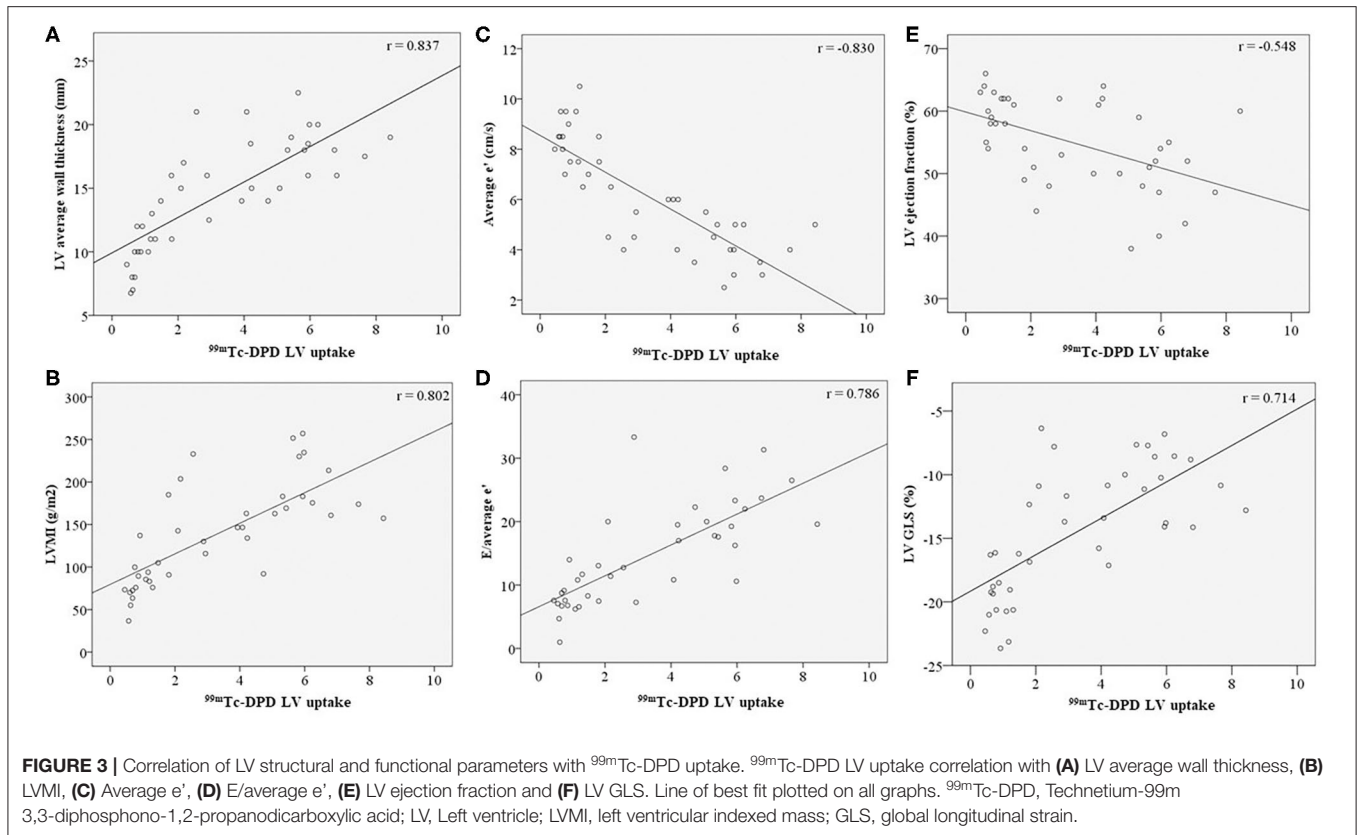 A
r = 0.837
LV average wall thickness (mm)
25
20
15
10
5
0 2 4 6 8 10
99mTc-DPD LV uptake
C
r = -0.830
Average e' (cm/s)
12
10
8
6
4
2
0 2 4 6 8 10
99mTc-DPD LV uptake
E
r = -0.548
LV ejection fraction (%)
70
60
50
40
30
0 2 4 6 8 10
99mTc-DPD LV uptake
B
r = 0.802
LVMI (g/m2)
300
250
200
150
100
50
0
0 2 4 6 8 10
99mTc-DPD LV uptake
D
r = 0.786
E/average e'
40
30
20
10
0
0 2 4 6 8 10
99mTc-DPD LV uptake
F
r = 0.714
LV GLS (%)
-5
-10
-15
-20
-25
0 2 4 6 8 10
99mTc-DPD LV uptake
FIGURE 3 | Correlation of LV structural and functional parameters with 99mTc-DPD uptake. 99mTc-DPD LV uptake correlation with (A) LV average wall thickness, (B)
LVMI, (C) Average e', (D) E/average e', (E) LV ejection fraction and (F) LV GLS. Line of best fit plotted on all graphs. 99mTc-DPD, Technetium-99m
3,3-diphosphono-1,2-propanodicarboxylic acid; LV, Left ventricle; LVMI, left ventricular indexed mass; GLS, global longitudinal strain.